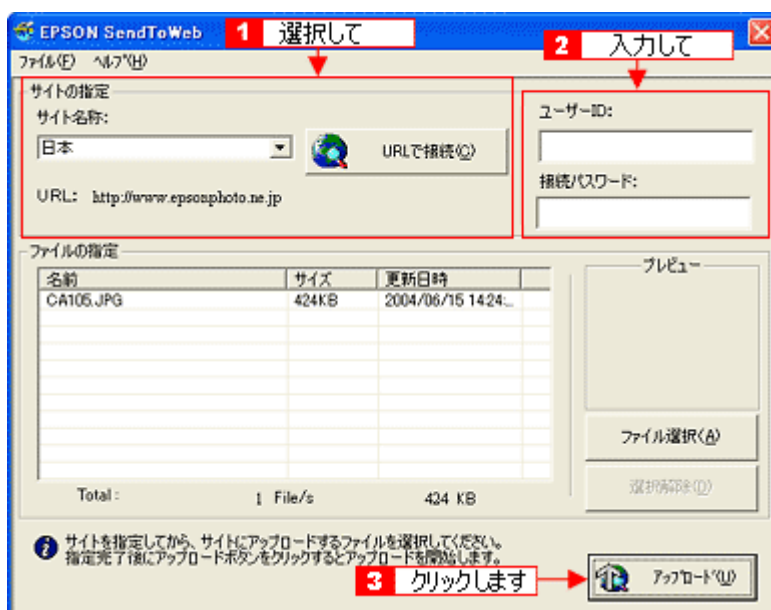 EPSON SendToWeb
1 選択して
2 入力して
ファイル(F) ヘルプ(H)
サイトの指定
サイト名称:
日本
URLで接続(C)
URL: http://www.epsonphoto.ne.jp
ユーザーID:
接続パスワード:
ファイルの指定
名前 サイズ 更新日時
CA105.JPG 424KB 2004/06/15 14:24:...
Total: 1 File/s 424 KB
プレビュー
ファイル選択(A)
選択解除(D)
サイトを指定してから、サイトにアップロードするファイルを選択してください。
指定完了後にアップロードボタンをクリックするとアップロードを開始します。
3 クリックします
アップロード(U)